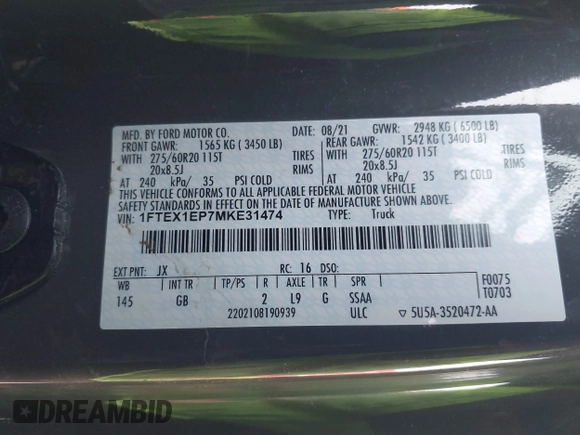 MFD. BY FORD MOTOR CO. DATE: 08/21 GVWR: 2948 KG ( 6500 LB)
FRONT GAWR: 1565 KG ( 3450 LB) REAR GAWR: 1542 KG ( 3400 LB)
WITH 275/60R20 115T TIRES WITH 275/60R20 115T TIRES
20x8.5J RIMS 20x8.5J RIMS
AT 240 kPa/ 35 PSI COLD AT 240 kPa/ 35 PSI COLD
THIS VEHICLE CONFORMS TO ALL APPLICABLE FEDERAL MOTOR VEHICLE
SAFETY STANDARDS IN EFFECT ON THE DATE OF MANUFACTURE SHOWN ABOVE.
VIN: 1FTEX1EP7MKE31474 TYPE: Truck
EXT PNT: JX RC: 16 DSO:
WB INT TR TP/PS R AXLE TR SPR F0075
145 GB 2 L9 G SSAA T0703
2202108190939 ULC ▽ 5U5A-3520472-AA
DREAMBID